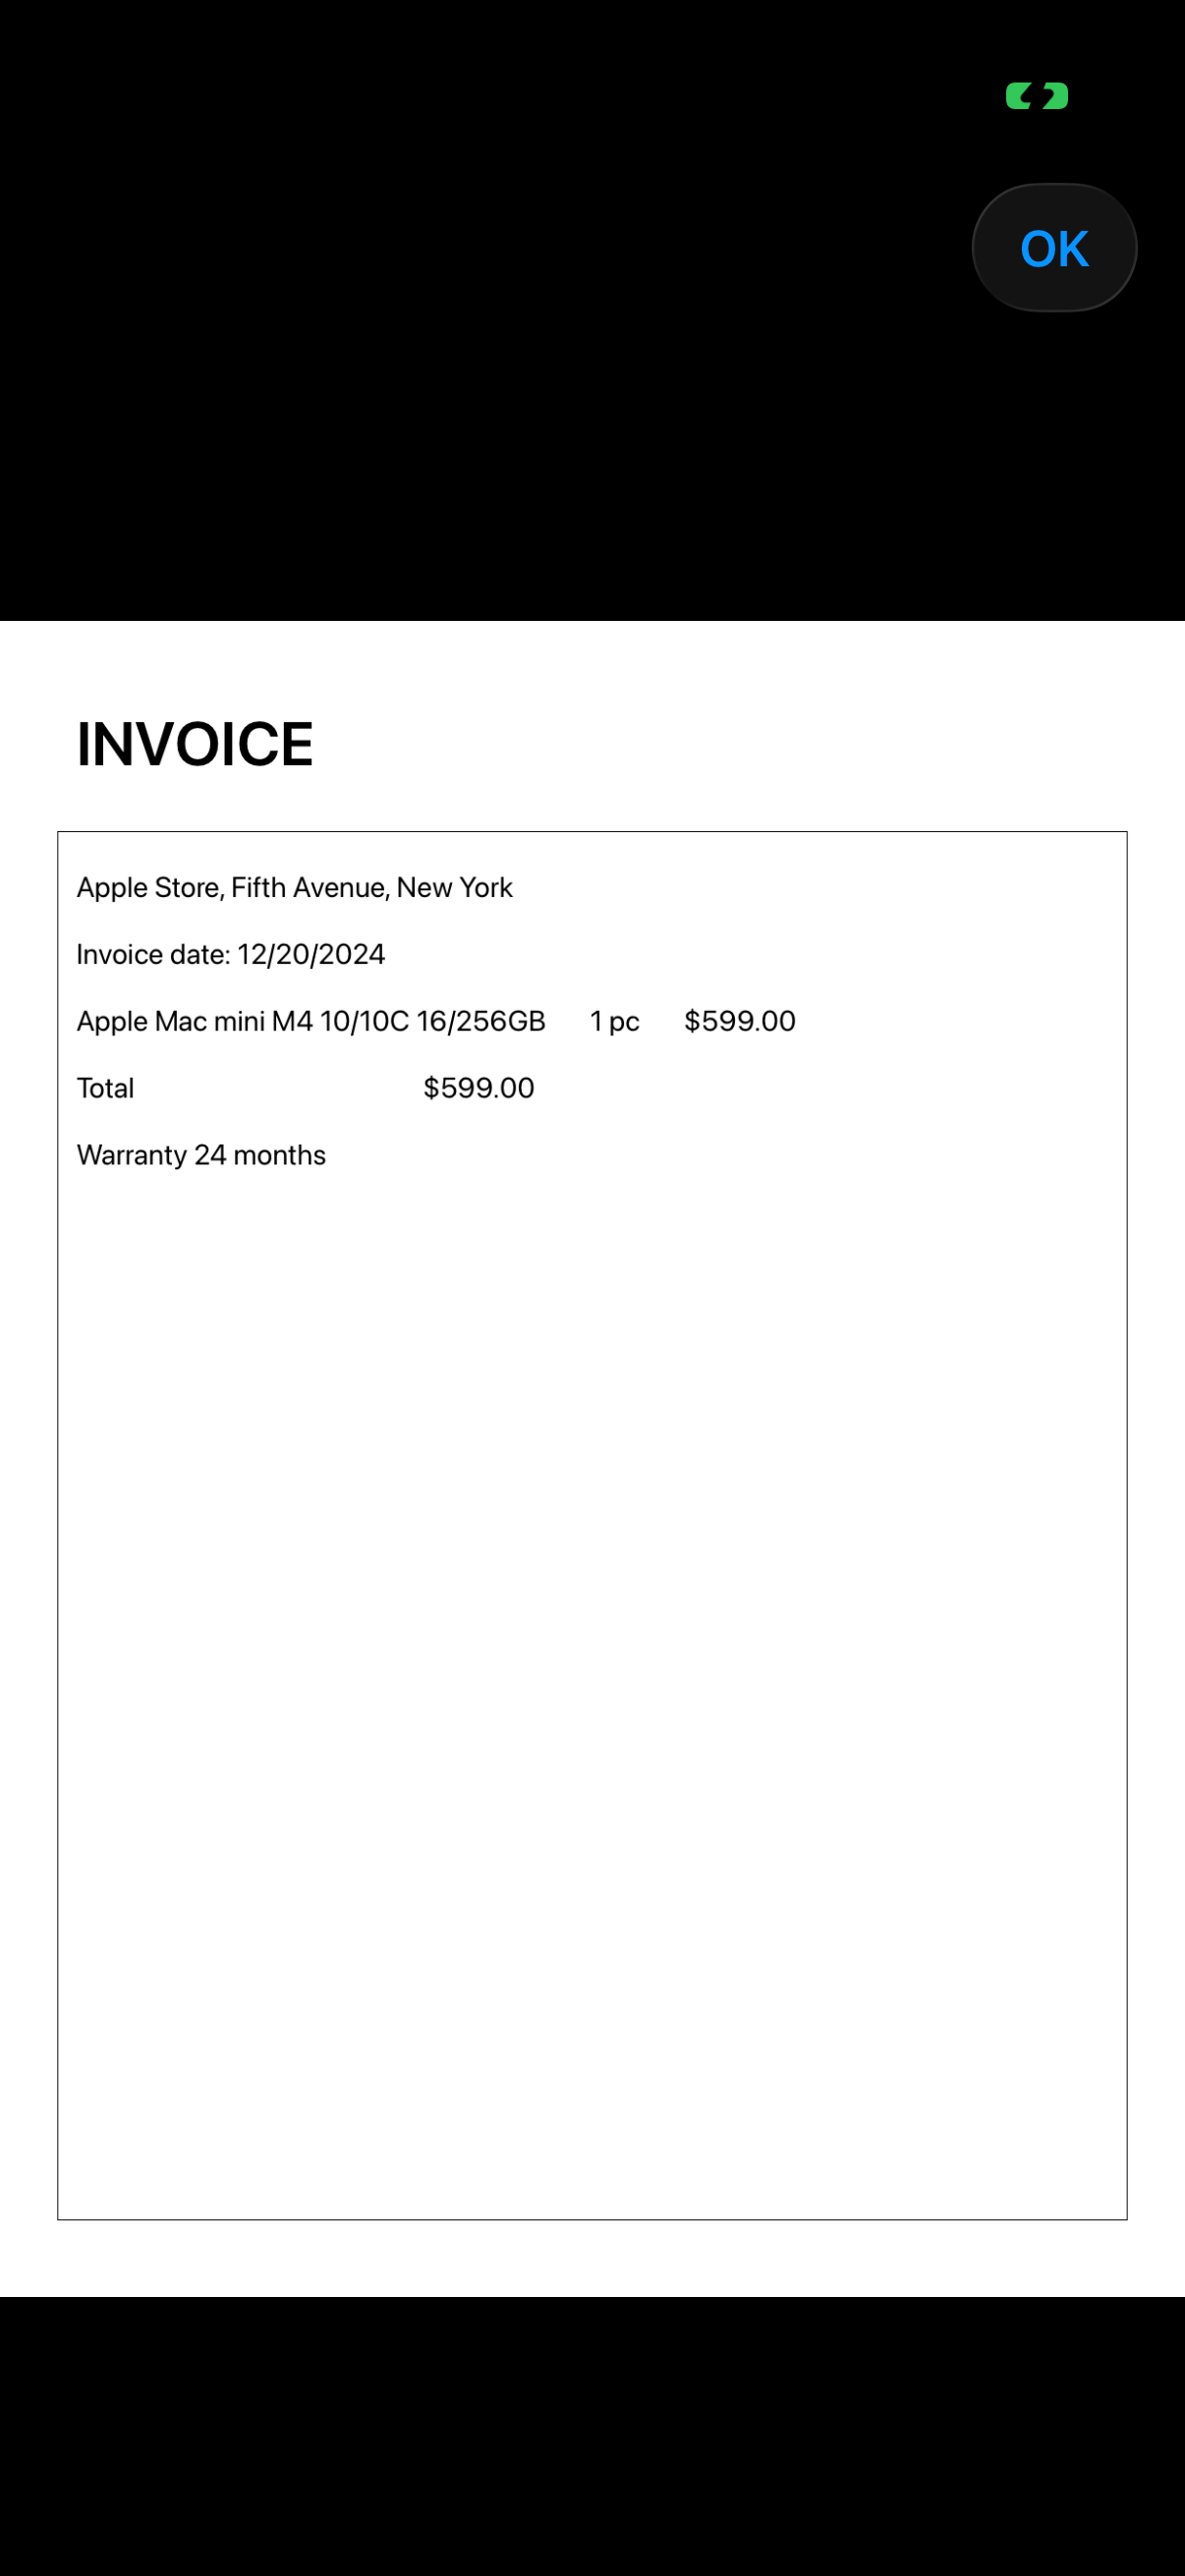 OK
INVOICE
Apple Store, Fifth Avenue, New York
Invoice date: 12/20/2024
Apple Mac mini M4 10/10C 16/256GB 1 pc $599.00
Total $599.00
Warranty 24 months